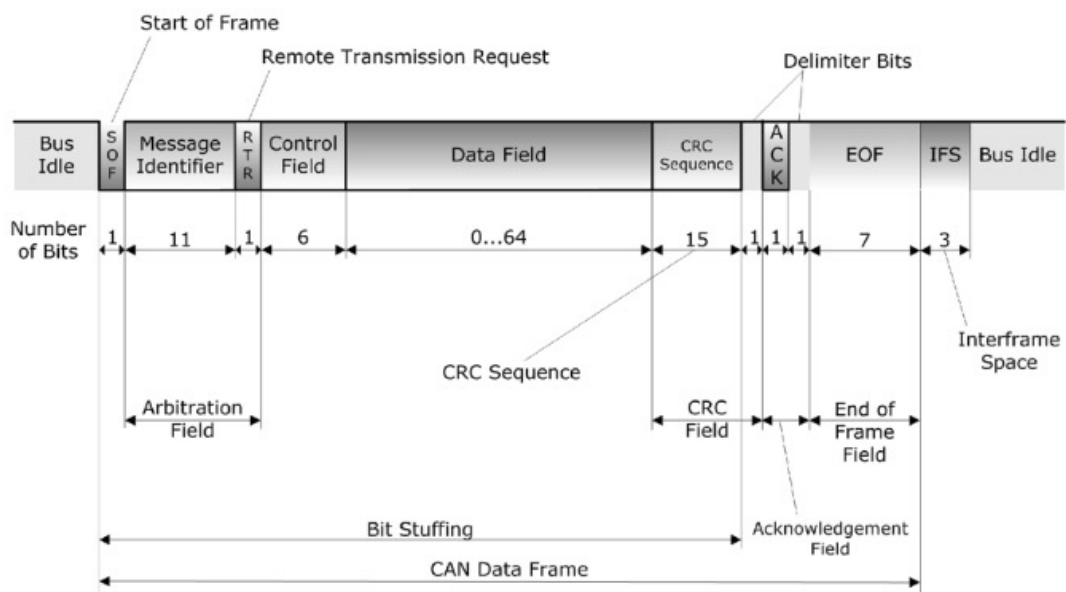 Start of Frame
Remote Transmission Request
Delimiter Bits
Bus
Idle
S
O
F
Message
Identifier
R
T
R
Control
Field
Data Field
CRC
Sequence
A
C
K
EOF
IFS
Bus Idle
Number
of Bits
1
11
1
6
0...64
15
1
1
1
7
3
Interframe
Space
CRC Sequence
Arbitration
Field
CRC
Field
End of
Frame
Field
Bit Stuffing
Acknowledgement
Field
CAN Data Frame